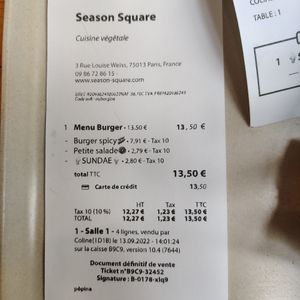 Season Square
Cuisine végétale
3 Rue Louise Weiss, 75013 Paris, France
09 86 72 86 15 -
www.season-square.com
1 Menu Burger - 13,50 € 13,50 €
- Burger spicy - 7,91 € - Tax 10
- Petite salade - 2,79 € - Tax 10
- SUNDAE - 2,80 € - Tax 10
total TTC 13,50 €
Carte de crédit 13,50
HT Tax TTC
Tax 10 (10 %) 12,27 € 1,23 € 13,50 €
TOTAL 12,27 € 1,23 € 13,50 €
1 - Salle 1 - 4 lignes, vendu par
Coline(1D1B) le 13.09.2022 - 14:01:24
sur la caisse B9C9, version 10.4 (7644)
Document définitif de vente
Ticket n°B9C9-32452
Signature : B-0178-xlq9
pépina
TABLE : 1
1